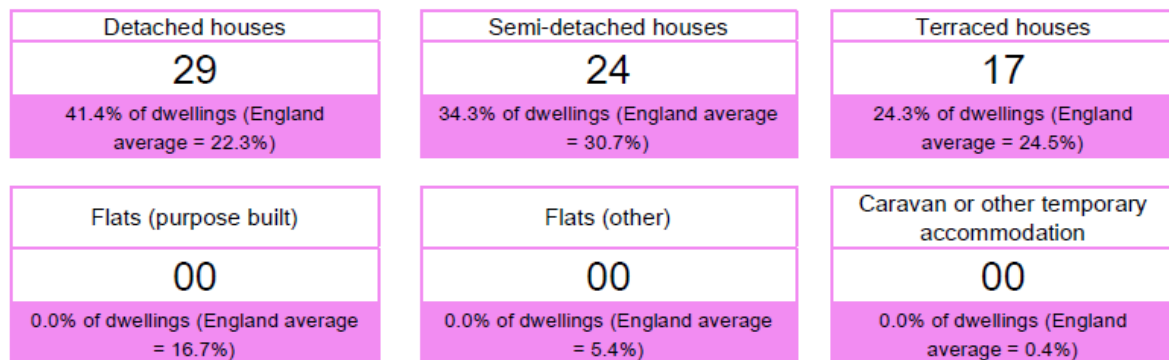 Detached houses
29
41.4% of dwellings (England
average = 22.3%)
Semi-detached houses
24
34.3% of dwellings (England average
= 30.7%)
Terraced houses
17
24.3% of dwellings (England
average = 24.5%)
Flats (purpose built)
00
0.0% of dwellings (England average
= 16.7%)
Flats (other)
00
0.0% of dwellings (England average
= 5.4%)
Caravan or other temporary
accommodation
00
0.0% of dwellings (England
average = 0.4%)